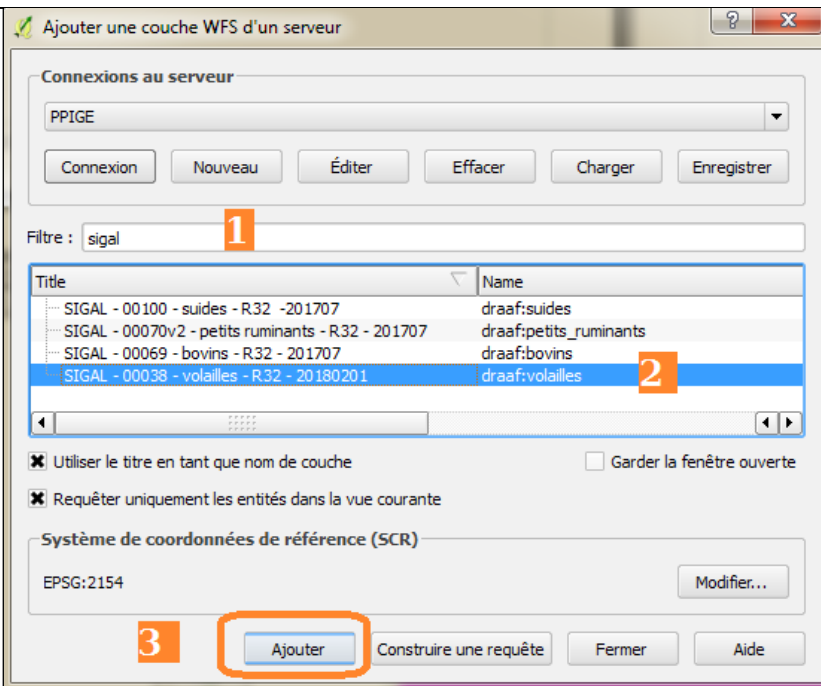 Ajouter une couche WFS d'un serveur
?
X
Connexions au serveur
PPIGE
Connexion Nouveau Éditer Effacer Charger Enregistrer
1
Filtre : sigal
Title Name
SIGAL - 00100 - suides - R32 -201707 draaf:suides
SIGAL - 00070v2 - petits ruminants - R32 - 201707 draaf:petits_ruminants
SIGAL - 00069 - bovins - R32 - 201707 draaf:bovins
SIGAL - 00038 - volailles - R32 - 20180201 draaf:volailles 2
Utiliser le titre en tant que nom de couche Garder la fenêtre ouverte
Requêter uniquement les entités dans la vue courante
Système de coordonnées de référence (SCR)
EPSG:2154 Modifier...
3 Ajouter Construire une requête Fermer Aide